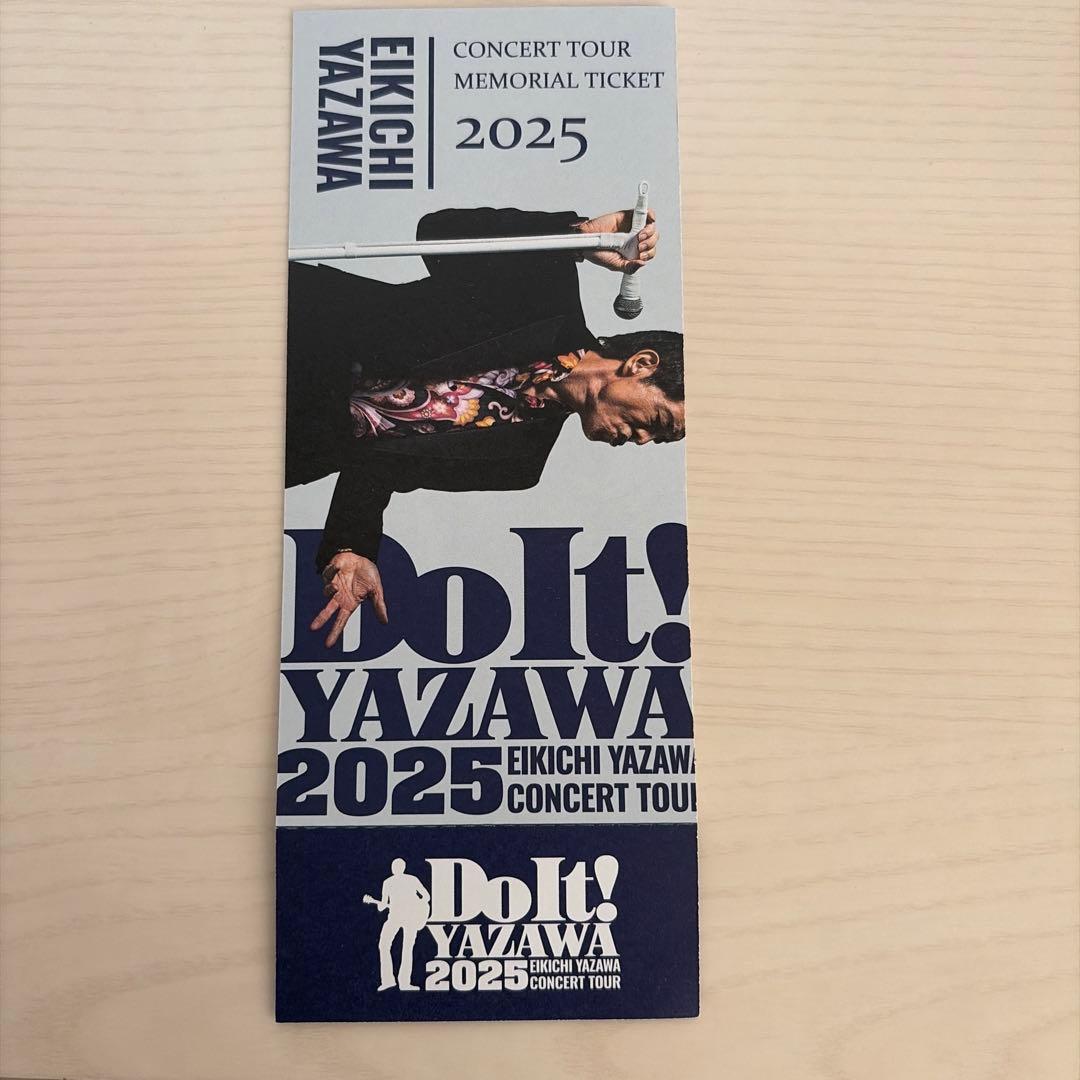 EIKICHI
YAZAWA
CONCERT TOUR
MEMORIAL TICKET
2025
Do It!
YAZAWA
2025 EIKICHI YAZAWA
CONCERT TOU
Do It!
YAZAWA
2025 EIKICHI YAZAWA
CONCERT TOUR